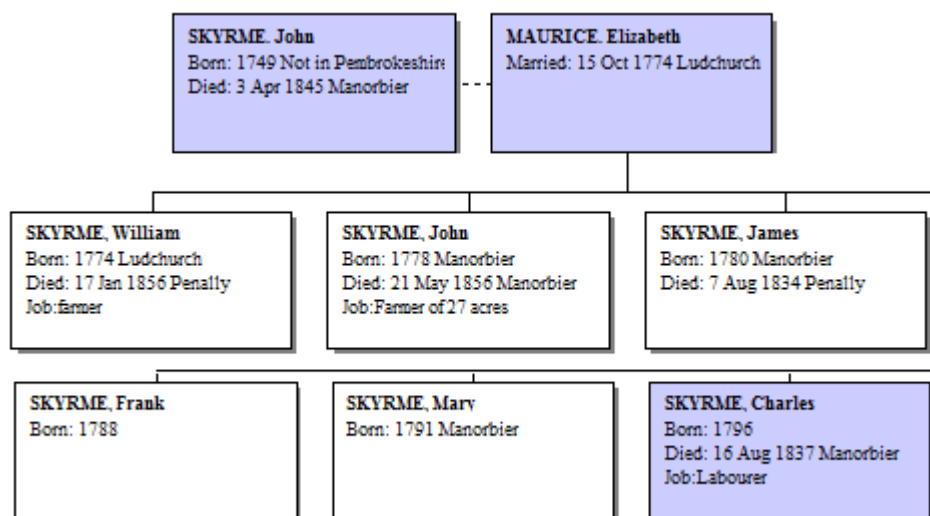 SKYRME, John
Born: 1749 Not in Pembrokeshire
Died: 3 Apr 1845 Manorbier
MAURICE, Elizabeth
Married: 15 Oct 1774 Ludchurch
SKYRME, William
Born: 1774 Ludchurch
Died: 17 Jan 1856 Penally
Job:farmer
SKYRME, John
Born: 1778 Manorbier
Died: 21 May 1856 Manorbier
Job:Farmer of 27 acres
SKYRME, James
Born: 1780 Manorbier
Died: 7 Aug 1834 Penally
SKYRME, Frank
Born: 1788
SKYRME, Mary
Born: 1791 Manorbier
SKYRME, Charles
Born: 1796
Died: 16 Aug 1837 Manorbier
Job:Labourer